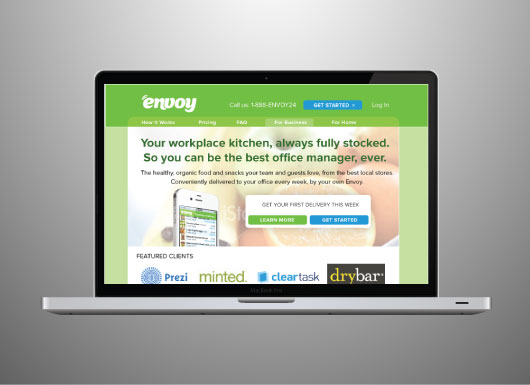 envoy
Call us: 1-888-ENVOY24 GET STARTED Log In
How It Works Pricing FAQ For Business For Home
Your workplace kitchen, always fully stocked.
So you can be the best office manager, ever.
The healthy, organic food and snacks your team and guests love, from the best local stores.
Conveniently delivered to your office every week, by your own Envoy.
GET YOUR FIRST DELIVERY THIS WEEK
LEARN MORE GET STARTED
FEATURED CLIENTS
Prezi minted. cleartask drybar
MacBook Pro